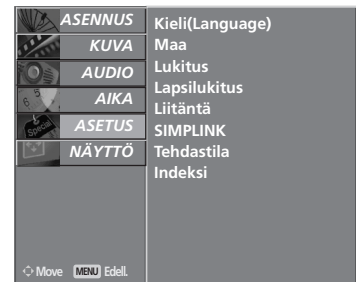 ASENNUS
KUVA
AUDIO
AIKA
ASETUS
NÄYTTÖ
Move MENU Edell.
Kieli(Language)
Maa
Lukitus
Lapsilukitus
Liitäntä
SIMPLINK
Tehdastila
Indeksi